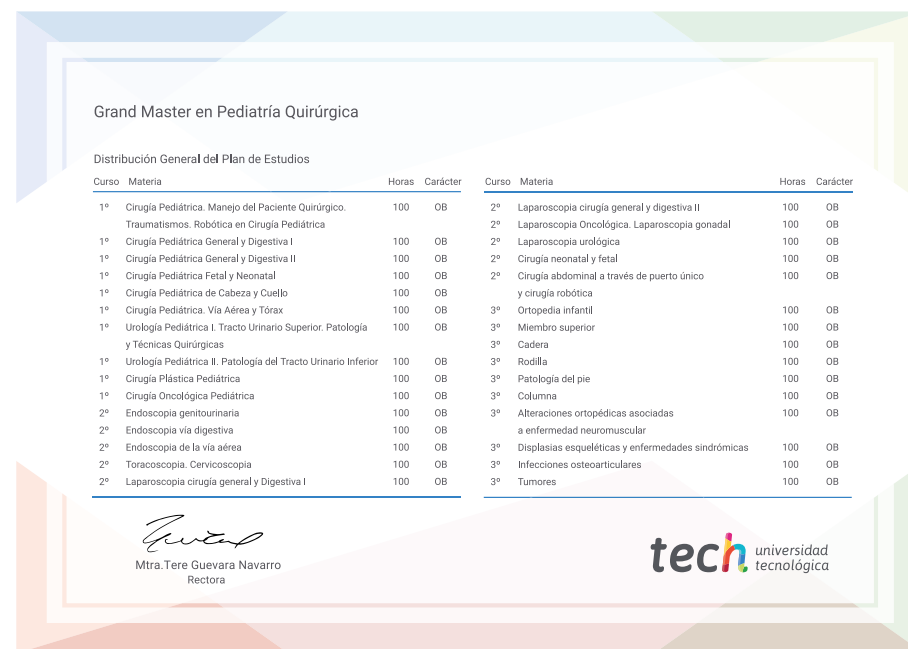 Grand Master en Pediatría Quirúrgica
Distribución General del Plan de Estudios
Curso Materia Horas Carácter
1º Cirugía Pediátrica. Manejo del Paciente Quirúrgico. 100 OB
Traumatismos. Robótica en Cirugía Pediátrica
1º Cirugía Pediátrica General y Digestiva I 100 OB
1º Cirugía Pediátrica General y Digestiva II 100 OB
1º Cirugía Pediátrica Fetal y Neonatal 100 OB
1º Cirugía Pediátrica de Cabeza y Cuello 100 OB
1º Cirugía Pediátrica. Vía Aérea y Tórax 100 OB
1º Urología Pediátrica I. Tracto Urinario Superior. Patología 100 OB
y Técnicas Quirúrgicas
1º Urología Pediátrica II. Patología del Tracto Urinario Inferior 100 OB
1º Cirugía Plástica Pediátrica 100 OB
1º Cirugía Oncológica Pediátrica 100 OB
2º Endoscopia genitourinaria 100 OB
2º Endoscopia vía digestiva 100 OB
2º Endoscopia de la vía aérea 100 OB
2º Toracoscopia. Cervicoscopia 100 OB
2º Laparoscopia cirugía general y Digestiva I 100 OB
Curso Materia Horas Carácter
2º Laparoscopia cirugía general y digestiva II 100 OB
2º Laparoscopia Oncológica. Laparoscopia gonadal 100 OB
2º Laparoscopia urológica 100 OB
2º Cirugía neonatal y fetal 100 OB
2º Cirugía abdominal a través de puerto único 100 OB
y cirugía robótica
3º Ortopedia infantil 100 OB
3º Miembro superior 100 OB
3º Cadera 100 OB
3º Rodilla 100 OB
3º Patología del pie 100 OB
3º Columna 100 OB
3º Alteraciones ortopédicas asociadas 100 OB
a enfermedad neuromuscular
3º Displasias esqueléticas y enfermedades sindrómicas 100 OB
3º Infecciones osteoarticulares 100 OB
3º Tumores 100 OB
Mtra.Tere Guevara Navarro
Rectora
tech universidad
tecnológica